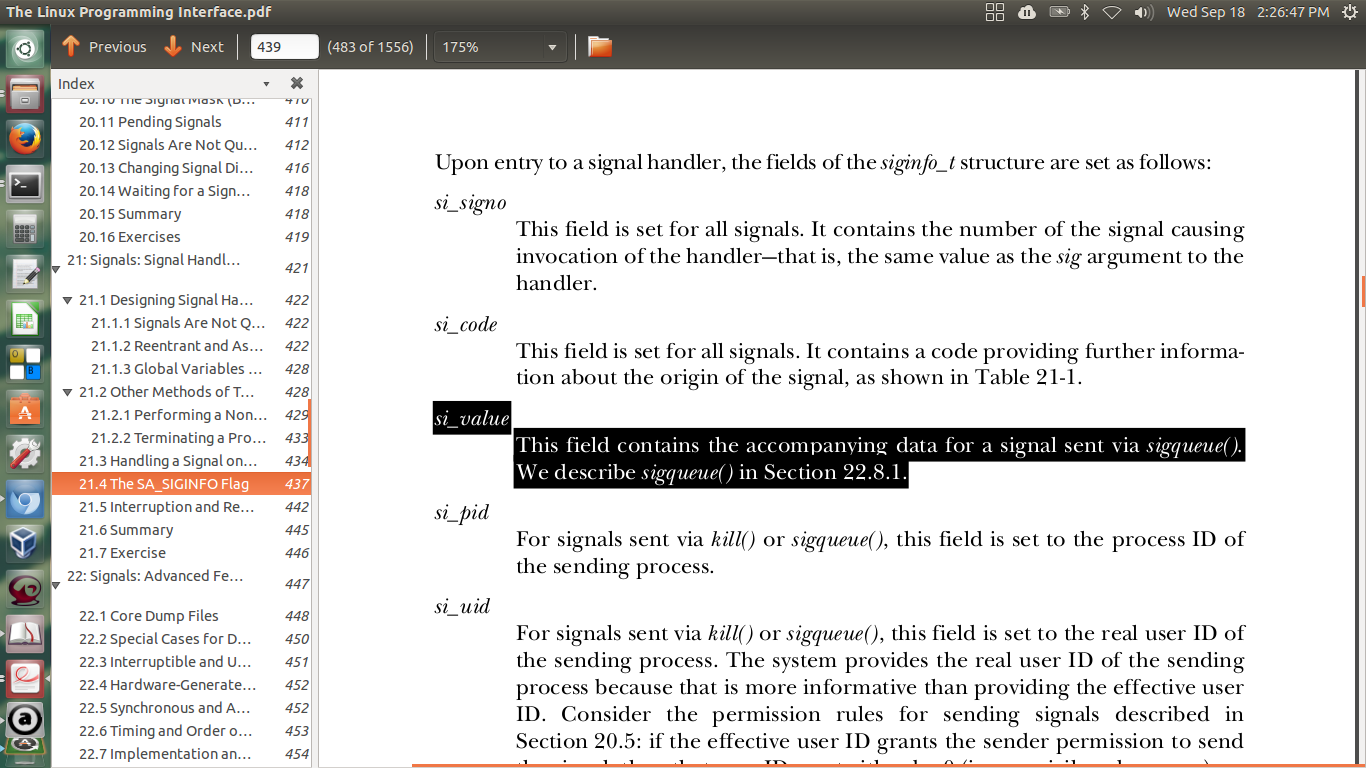 The Linux Programming Interface.pdf
Wed Sep 18 2:26:47 PM
Previous Next 439 (483 of 1556) 175%
Index
20.10 The Signal Mask (B... 410
20.11 Pending Signals 411
20.12 Signals Are Not Qu... 412
20.13 Changing Signal Di... 416
20.14 Waiting for a Sign... 418
20.15 Summary 418
20.16 Exercises 419
21: Signals: Signal Handl... 421
21.1 Designing Signal Ha... 422
21.1.1 Signals Are Not Q... 422
21.1.2 Reentrant and As... 422
21.1.3 Global Variables ... 428
21.2 Other Methods of T... 428
21.2.1 Performing a Non... 429
21.2.2 Terminating a Pro... 433
21.3 Handling a Signal on... 434
21.4 The SA_SIGINFO Flag 437
21.5 Interruption and Re... 442
21.6 Summary 445
21.7 Exercise 446
22: Signals: Advanced Fe... 447
22.1 Core Dump Files 448
22.2 Special Cases for D... 450
22.3 Interruptible and U... 451
22.4 Hardware-Generate... 452
22.5 Synchronous and A... 452
22.6 Timing and Order o... 453
22.7 Implementation an... 454
Upon entry to a signal handler, the fields of the siginfo_t structure are set as follows:
si_signo
This field is set for all signals. It contains the number of the signal causing
invocation of the handler—that is, the same value as the sig argument to the
handler.
si_code
This field is set for all signals. It contains a code providing further informa-
tion about the origin of the signal, as shown in Table 21-1.
si_value
This field contains the accompanying data for a signal sent via sigqueue().
We describe sigqueue() in Section 22.8.1.
si_pid
For signals sent via kill() or sigqueue(), this field is set to the process ID of
the sending process.
si_uid
For signals sent via kill() or sigqueue(), this field is set to the real user ID of
the sending process. The system provides the real user ID of the sending
process because that is more informative than providing the effective user
ID. Consider the permission rules for sending signals described in
Section 20.5: if the effective user ID grants the sender permission to send